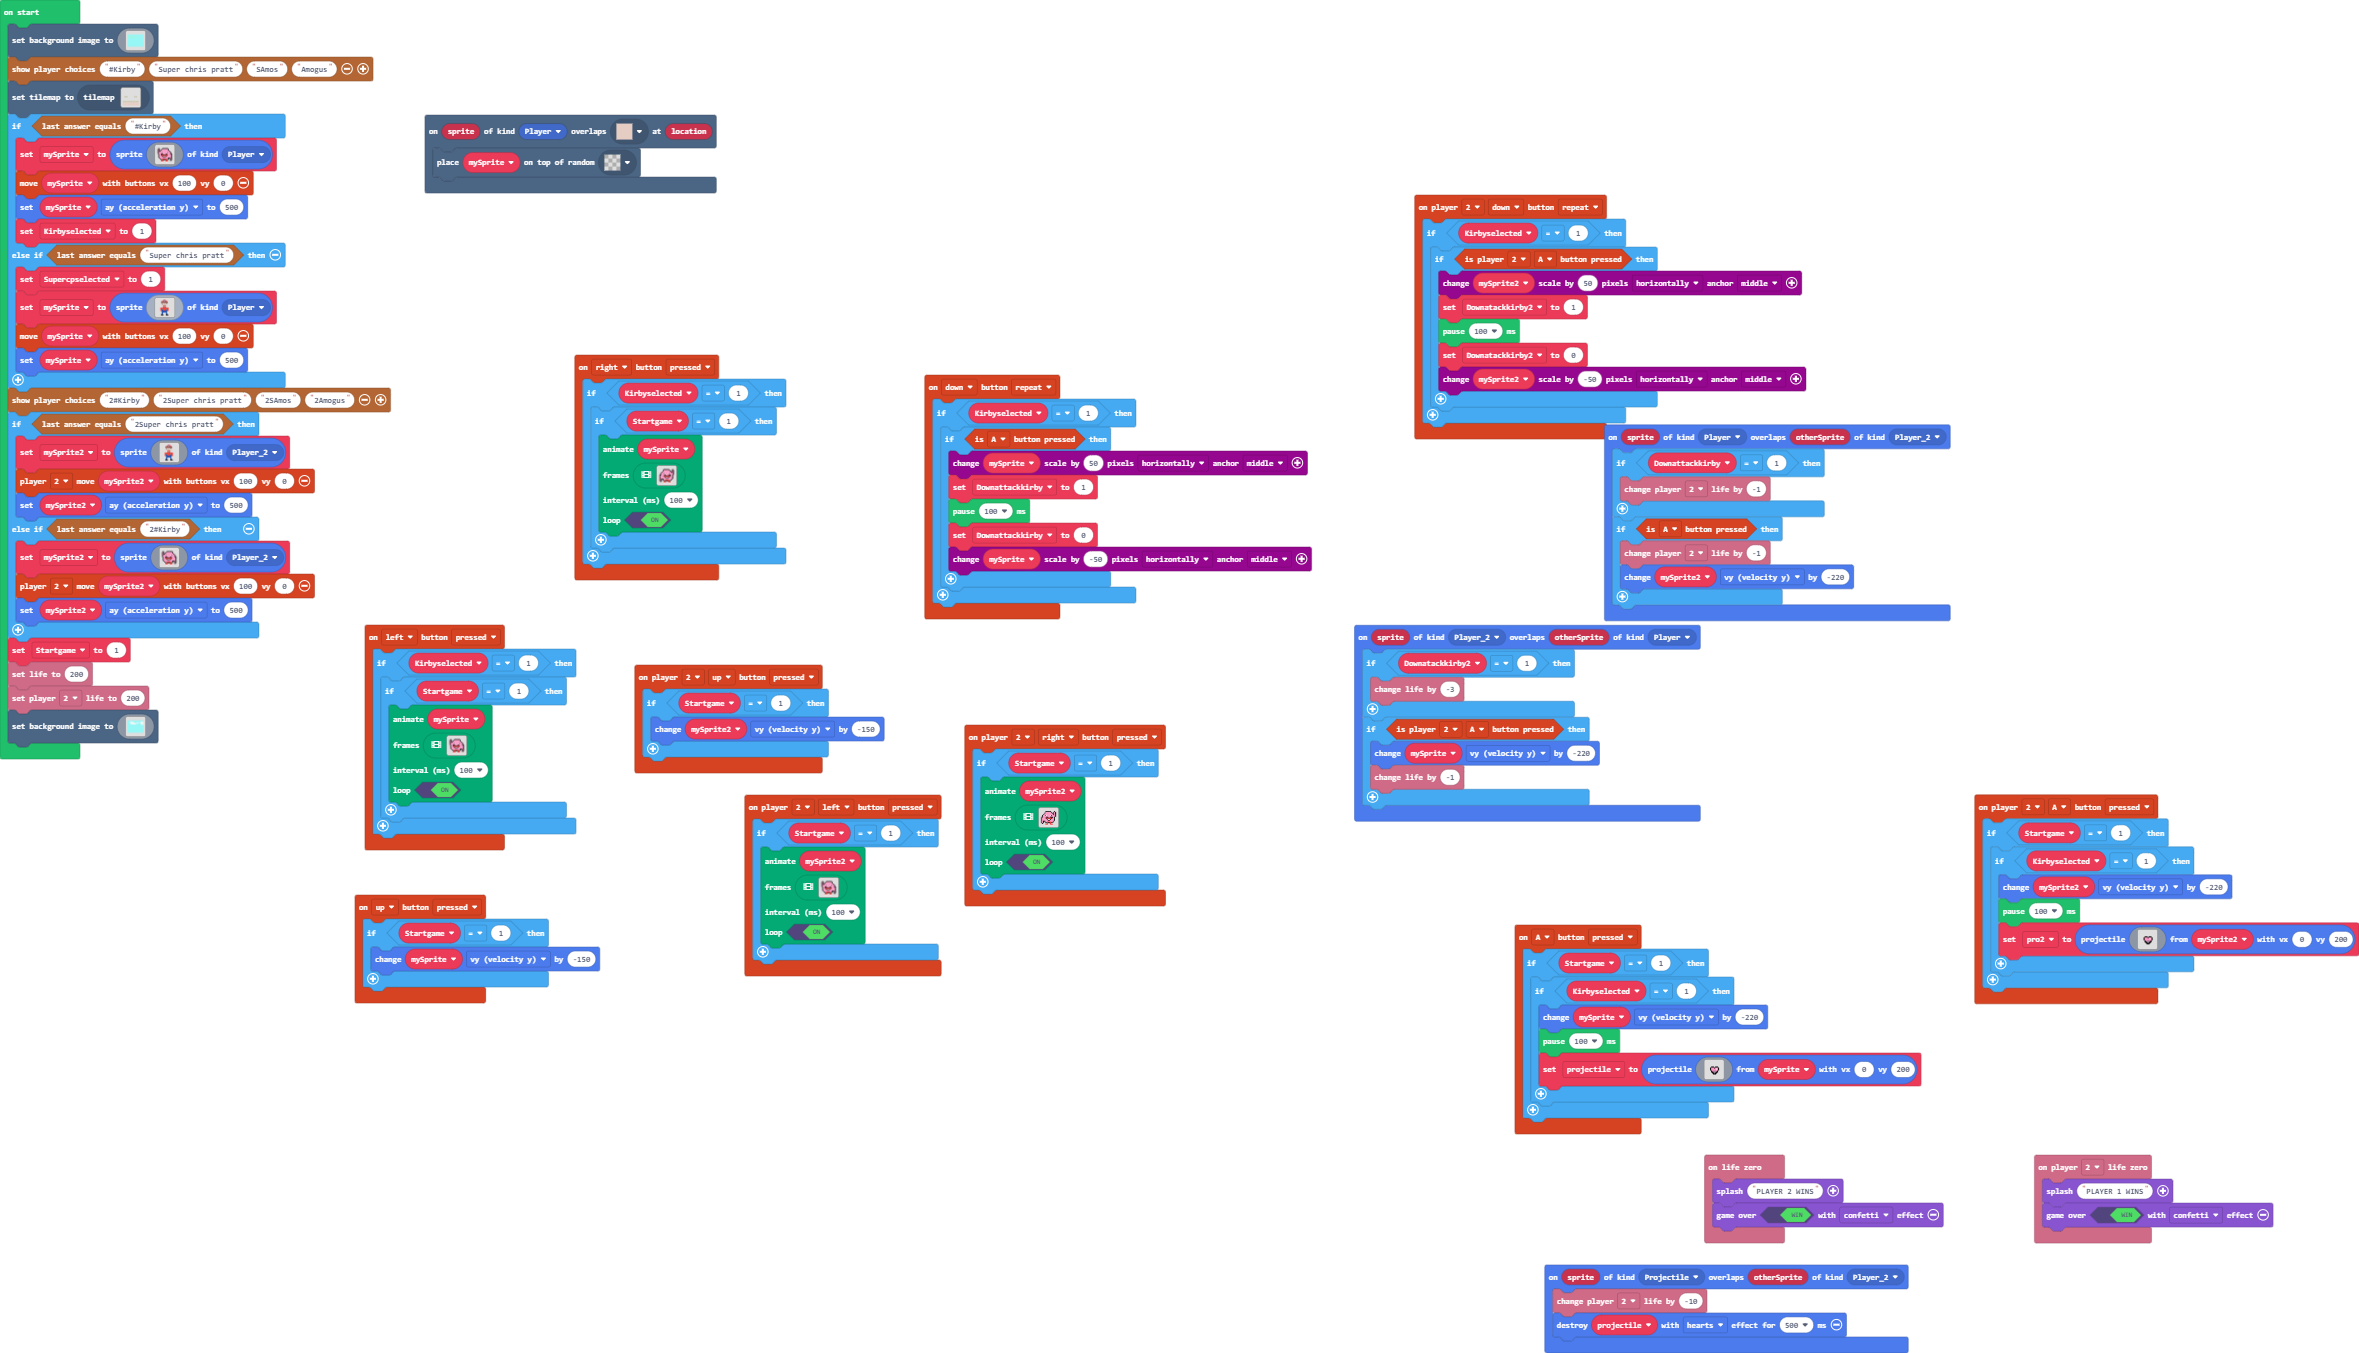 on start
set background image to
show player choices "#Kirby" "Super chris pratt" "SAmos" "Amogus"
set tilemap to tilemap
if last answer equals "#Kirby" then
set mySprite to sprite of kind Player
move mySprite with buttons vx 100 vy 0
set mySprite ay (acceleration y) to 500
set Kirbyselected to 1
else if last answer equals "Super chris pratt" then
set Supercpselected to 1
set mySprite to sprite of kind Player
move mySprite with buttons vx 100 vy 0
set mySprite ay (acceleration y) to 500
show player choices "2#Kirby" "2Super chris pratt" "2SAmos" "2Amogus"
if last answer equals "2Super chris pratt" then
set mySprite2 to sprite of kind Player_2
player 2 move mySprite2 with buttons vx 100 vy 0
set mySprite2 ay (acceleration y) to 500
else if last answer equals "2#Kirby" then
set mySprite2 to sprite of kind Player_2
player 2 move mySprite2 with buttons vx 100 vy 0
set mySprite2 ay (acceleration y) to 500
set Startgame to 1
set life to 200
set player 2 life to 200
set background image to
on sprite of kind Player overlaps at location
place mySprite on top of random
on right button pressed
if Kirbyselected = 1 then
if Startgame = 1 then
animate mySprite
frames
interval (ms) 100
loop ON
on down button repeat
if Kirbyselected = 1 then
if is A button pressed then
change mySprite scale by 50 pixels horizontally anchor middle
set Downattackkirby to 1
pause 100 ms
set Downattackkirby to 0
change mySprite scale by -50 pixels horizontally anchor middle
on player 2 down button repeat
if Kirbyselected = 1 then
if is player 2 A button pressed then
change mySprite2 scale by 50 pixels horizontally anchor middle
set Downatackkirby2 to 1
pause 100 ms
set Downatackkirby2 to 0
change mySprite2 scale by -50 pixels horizontally anchor middle
on sprite of kind Player overlaps otherSprite of kind Player_2
if Downattackkirby = 1 then
change player 2 life by -1
if is A button pressed then
change player 2 life by -1
change mySprite2 vy (velocity y) by -220
on left button pressed
if Kirbyselected = 1 then
if Startgame = 1 then
animate mySprite
frames
interval (ms) 100
loop ON
on player 2 up button pressed
if Startgame = 1 then
change mySprite2 vy (velocity y) by -150
on player 2 right button pressed
if Startgame = 1 then
animate mySprite2
frames
interval (ms) 100
loop ON
on sprite of kind Player_2 overlaps otherSprite of kind Player
if Downatackkirby2 = 1 then
change life by -3
if is player 2 A button pressed then
change mySprite vy (velocity y) by -220
change life by -1
on player 2 left button pressed
if Startgame = 1 then
animate mySprite2
frames
interval (ms) 100
loop ON
on up button pressed
if Startgame = 1 then
change mySprite vy (velocity y) by -150
on player 2 A button pressed
if Startgame = 1 then
if Kirbyselected = 1 then
change mySprite2 vy (velocity y) by -220
pause 100 ms
set pro2 to projectile from mySprite2 with vx 0 vy 200
on A button pressed
if Startgame = 1 then
if Kirbyselected = 1 then
change mySprite vy (velocity y) by -220
pause 100 ms
set projectile to projectile from mySprite with vx 0 vy 200
on life zero
splash "PLAYER 2 WINS"
game over WIN with confetti effect
on player 2 life zero
splash "PLAYER 1 WINS"
game over WIN with confetti effect
on sprite of kind Projectile overlaps otherSprite of kind Player_2
change player 2 life by -10
destroy projectile with hearts effect for 500 ms